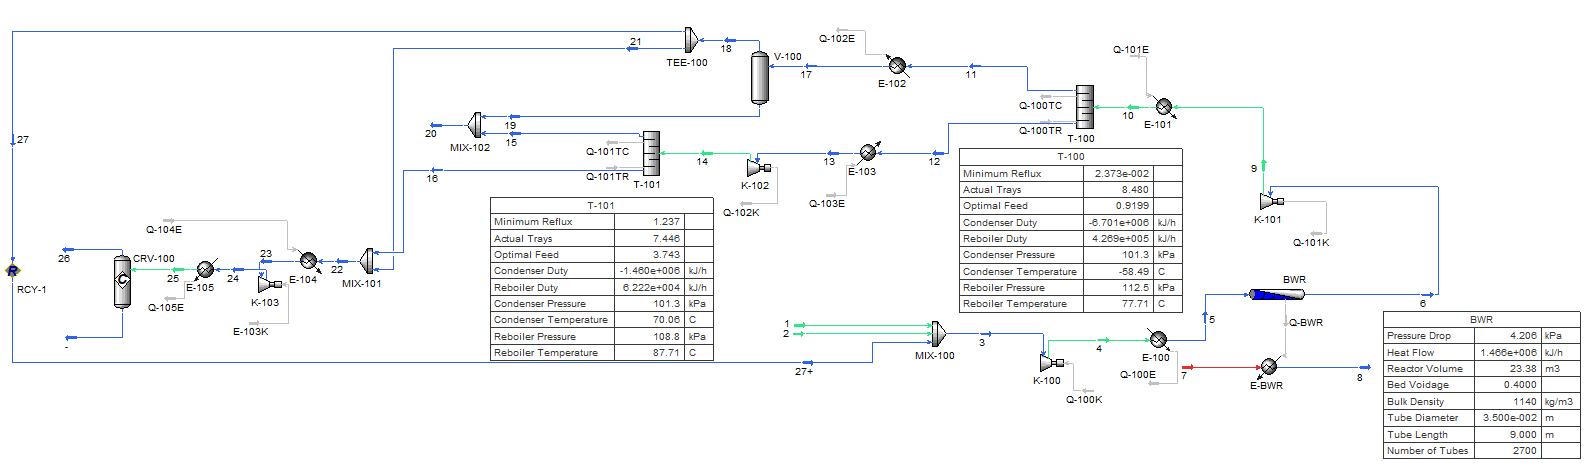 Q-102E
21
18
TEE-100
V-100
17
E-102
11
Q-101E
Q-100TC
Q-100TR
T-100
10
E-101
27
20
19
15
MIX-102
Q-101TC
Q-101TR
T-101
14
K-102
Q-102K
13
E-103
Q-103E
12
9
K-101
Q-101K
16
T-100
Minimum Reflux 2.373e-002
Actual Trays 8.480
Optimal Feed 0.9199
Condenser Duty -6.701e+006 kJ/h
Reboiler Duty 4.269e+005 kJ/h
Condenser Pressure 101.3 kPa
Condenser Temperature -58.49 C
Reboiler Pressure 112.5 kPa
Reboiler Temperature 77.71 C
T-101
Minimum Reflux 1.237
Actual Trays 7.446
Optimal Feed 3.743
Condenser Duty -1.460e+006 kJ/h
Reboiler Duty 6.222e+004 kJ/h
Condenser Pressure 101.3 kPa
Condenser Temperature 70.06 C
Reboiler Pressure 108.8 kPa
Reboiler Temperature 87.71 C
Q-104E
26
CRV-100
C
25
E-105
24
23
E-104
22
MIX-101
Q-105E
K-103
E-103K
R
RCY-1
-
1
2
27+
MIX-100
3
K-100
Q-100K
4
E-100
Q-100E
5
BWR
6
Q-BWR
7
E-BWR
8
BWR
Pressure Drop 4.206 kPa
Heat Flow 1.466e+006 kJ/h
Reactor Volume 23.38 m3
Bed Voidage 0.4000
Bulk Density 1140 kg/m3
Tube Diameter 3.500e-002 m
Tube Length 9.000 m
Number of Tubes 2700